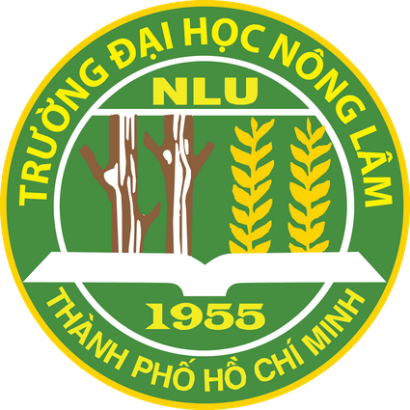 TRƯỜNG ĐẠI HỌC NÔNG LÂM
NLU
1955
THÀNH PHỐ HỒ CHÍ MINH